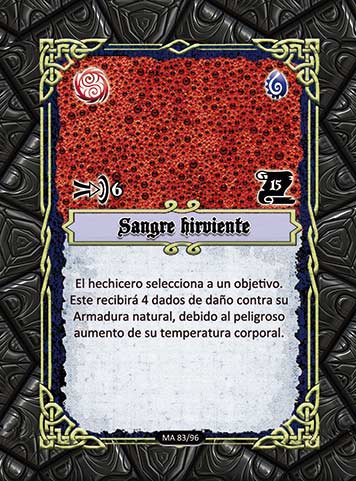 6
15
Sangre hirviente
El hechicero selecciona a un objetivo.
Este recibirá 4 dados de daño contra su
Armadura natural, debido al peligroso
aumento de su temperatura corporal.
MA 83/96